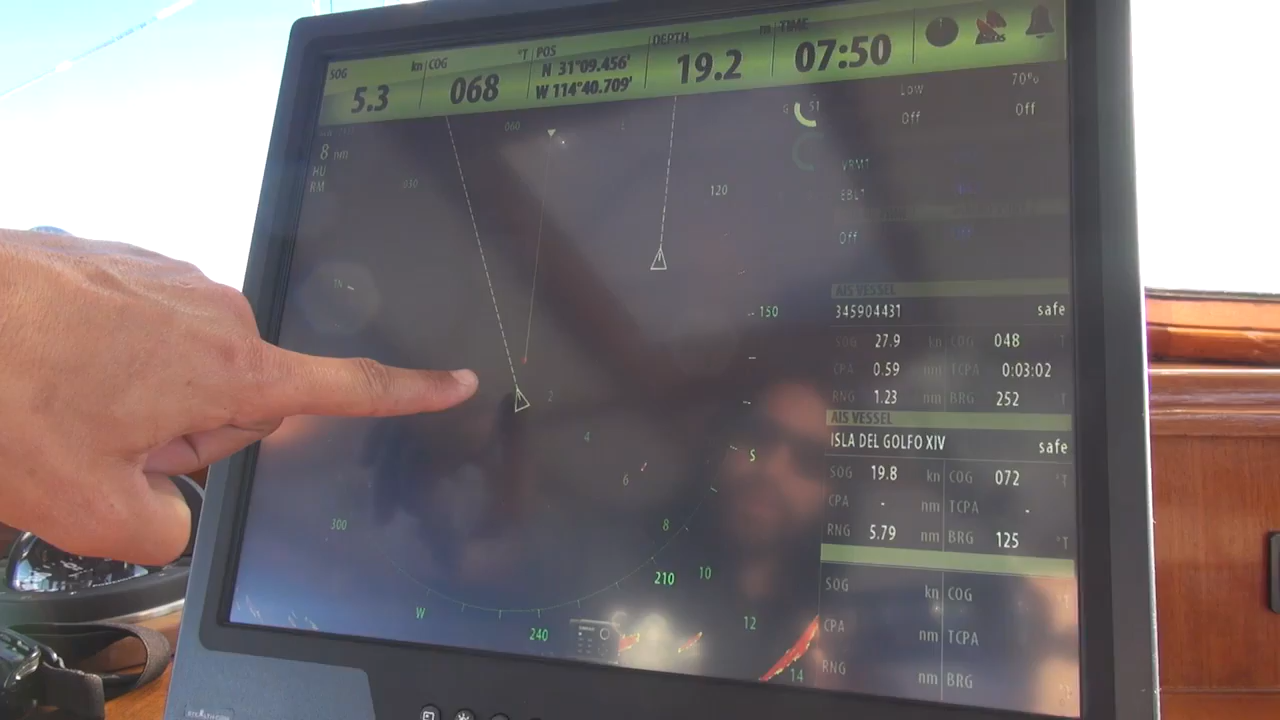 SOG kn COG °T POS DEPTH m TIME
5.3 068 N 31°09.456' 19.2 07:50
W 114°40.709'
8 nm
HU
RM
060
030
120
150
2
4
6
8
10
12
14
S
210
240
W
300
Low 70%
Off Off
VRM1
EBL1
Off Off
AIS VESSEL
345904431 safe
SOG 27.9 kn COG 048 °T
CPA 0.59 nm TCPA 0:03:02
RNG 1.23 nm BRG 252
AIS VESSEL
ISLA DEL GOLFO XIV safe
SOG 19.8 kn COG 072 °T
CPA - nm TCPA -
RNG 5.79 nm BRG 125 °T
SOG kn COG °T
CPA nm TCPA
RNG nm BRG °T